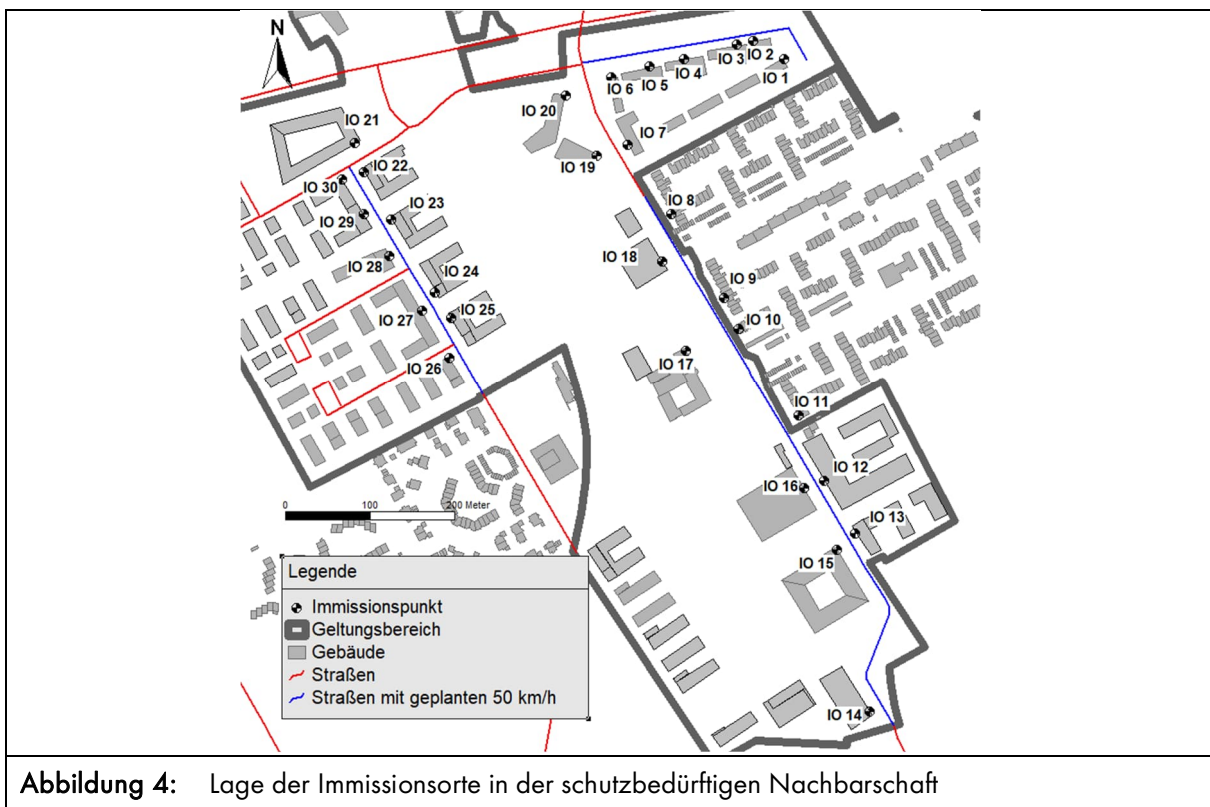 N
IO 21
IO 22
IO 30
IO 29
IO 23
IO 28
IO 24
IO 27
IO 25
IO 26
IO 20
IO 19
IO 6
IO 5
IO 4
IO 3
IO 2
IO 1
IO 7
IO 8
IO 18
IO 9
IO 10
IO 17
IO 11
IO 12
IO 16
IO 13
IO 15
IO 14
0 100 200 Meter
Legende
Immissionspunkt
Geltungsbereich
Gebäude
Straßen
Straßen mit geplanten 50 km/h
Abbildung 4: Lage der Immissionsorte in der schutzbedürftigen Nachbarschaft